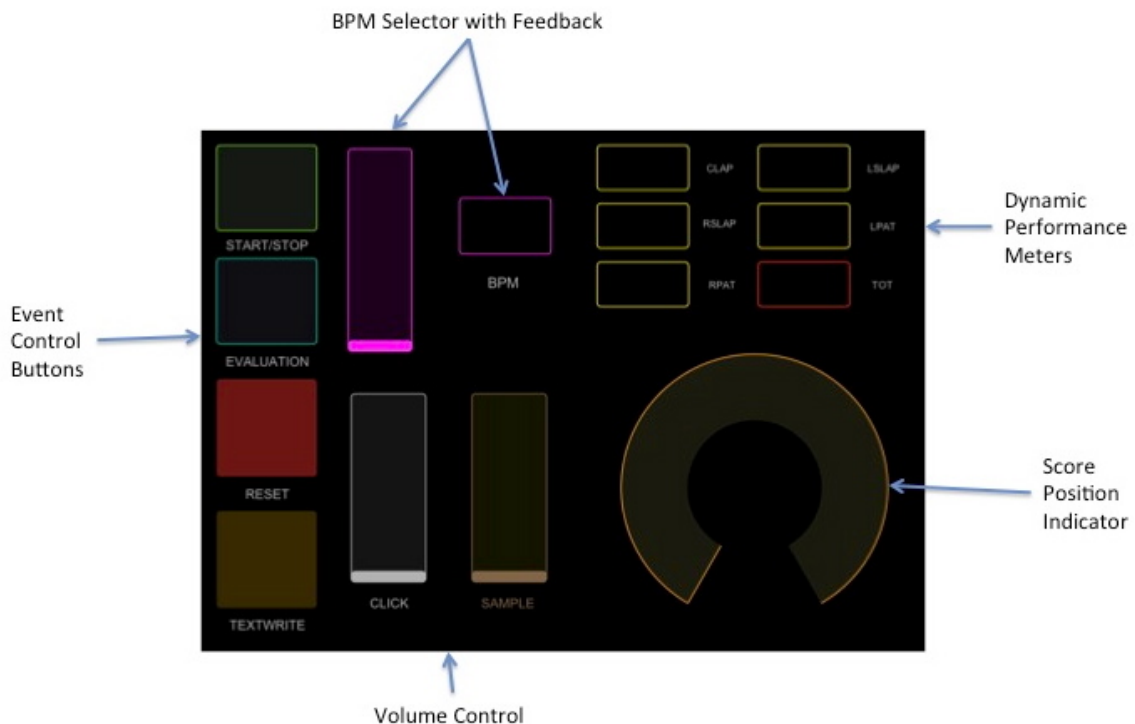 BPM Selector with Feedback
CLAP
LSLAP
RSLAP
LPAT
RPAT
TOT
START/STOP
BPM
EVALUATION
RESET
TEXTWRITE
CLICK
SAMPLE
Dynamic
Performance
Meters
Event
Control
Buttons
Score
Position
Indicator
Volume Control